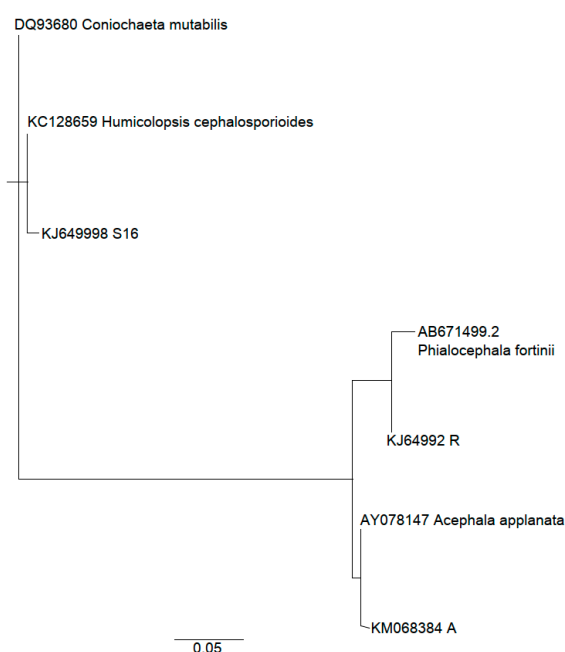 DQ93680 Coniochaeta mutabilis
KC128659 Humicolopsis cephalosporioides
KJ649998 S16
AB671499.2
Phialocephala fortinii
KJ64992 R
AY078147 Acephala applanata
KM068384 A
0.05